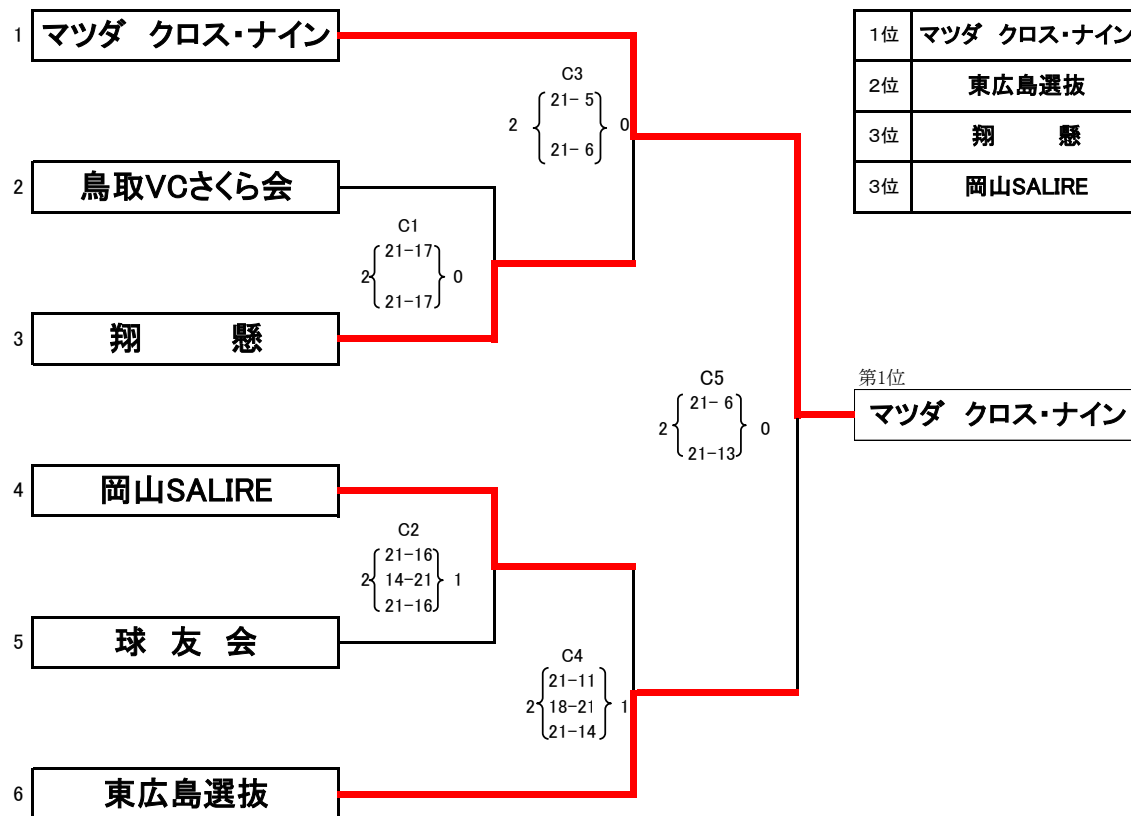 1 マツダ　クロス・ナイン
1位 マツダ　クロス・ナイン
2位 東広島選抜
3位 翔　　懸
3位 岡山SALIRE
C3
21- 5
2 0
21- 6
2 鳥取VCさくら会
C1
21-17
2 0
21-17
3 翔　　懸
C5
21- 6
2 0
21-13
第1位
マツダ　クロス・ナイン
4 岡山SALIRE
C2
21-16
2 14-21 1
21-16
5 球　友　会
C4
21-11
2 18-21 1
21-14
6 東広島選抜